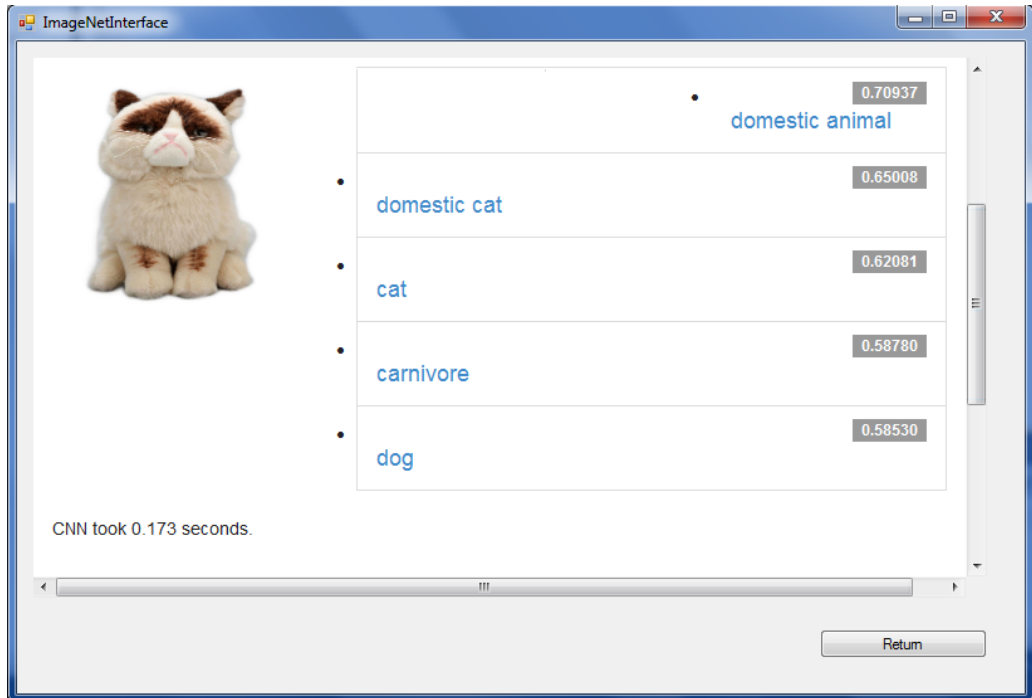 ImageNetInterface
0.70937
domestic animal
0.65008
domestic cat
0.62081
cat
0.58780
carnivore
0.58530
dog
CNN took 0.173 seconds.
Return